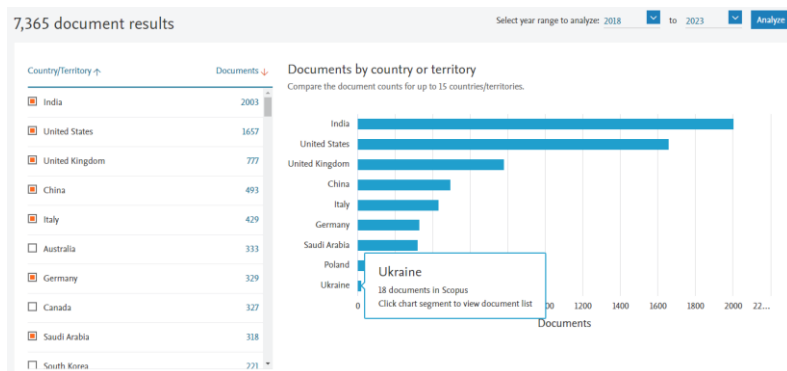 7,365 document results
Select year range to analyze: 2018 to 2023 Analyze
Country/Territory Documents
India 2003
United States 1657
United Kingdom 777
China 493
Italy 429
Australia 333
Germany 329
Canada 327
Saudi Arabia 318
South Korea 221
Documents by country or territory
Compare the document counts for up to 15 countries/territories.
India
United States
United Kingdom
China
Italy
Germany
Saudi Arabia
Poland
Ukraine
Ukraine
18 documents in Scopus
Click chart segment to view document list
0 00 1200 1400 1600 1800 2000 22...
Documents